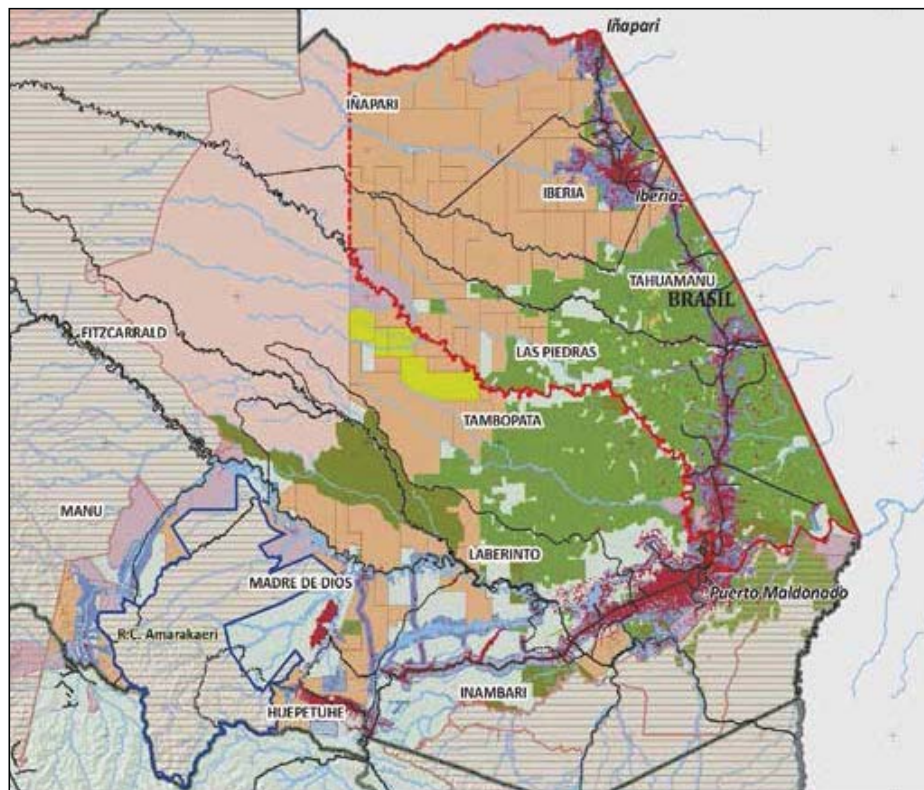 Iñapari
IÑAPARI
IBERIA
Iberia
TAHUAMANU
BRASIL
FITZCARRALD
LAS PIEDRAS
TAMBOPATA
MANU
LABERINTO
MADRE DE DIOS
Puerto Maldonado
R.C. Amarakaeri
INAMBARI
HUEPETUHE